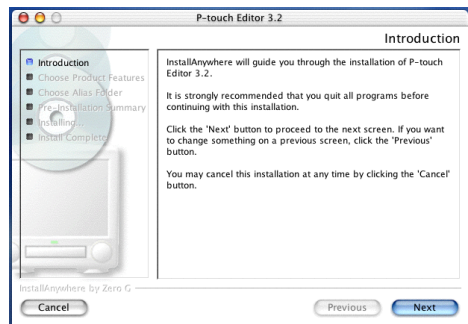 P-touch Editor 3.2
Introduction
Introduction
Choose Product Features
Choose Alias Folder
Pre-Installation Summary
Installing...
Install Complete
InstallAnywhere will guide you through the installation of P-touch
Editor 3.2.
It is strongly recommended that you quit all programs before
continuing with this installation.
Click the 'Next' button to proceed to the next screen. If you want
to change something on a previous screen, click the 'Previous'
button.
You may cancel this installation at any time by clicking the 'Cancel'
button.
InstallAnywhere by Zero G
Cancel
Previous
Next